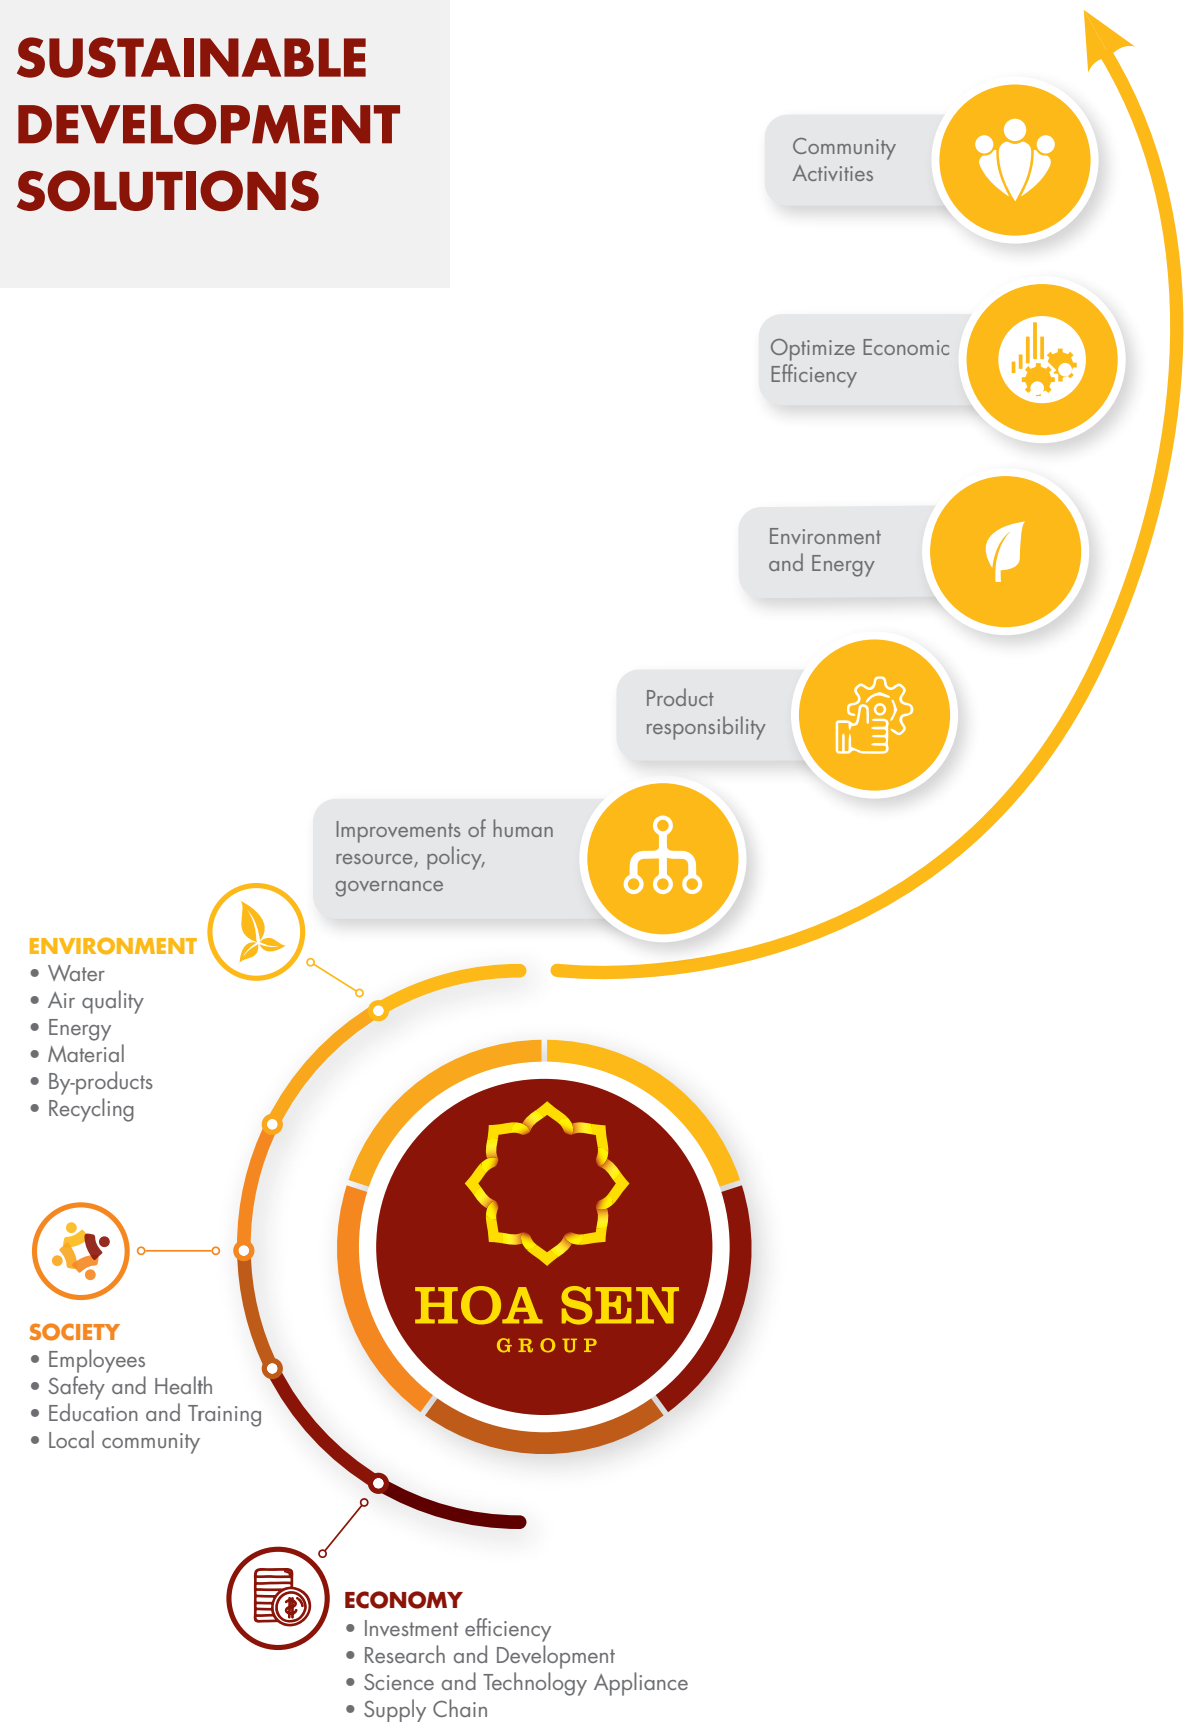 SUSTAINABLE
DEVELOPMENT
SOLUTIONS
Community
Activities
Optimize Economic
Efficiency
Environment
and Energy
Product
responsibility
Improvements of human
resource, policy,
governance
ENVIRONMENT
• Water
• Air quality
• Energy
• Material
• By-products
• Recycling
HOA SEN
GROUP
SOCIETY
• Employees
• Safety and Health
• Education and Training
• Local community
ECONOMY
• Investment efficiency
• Research and Development
• Science and Technology Appliance
• Supply Chain